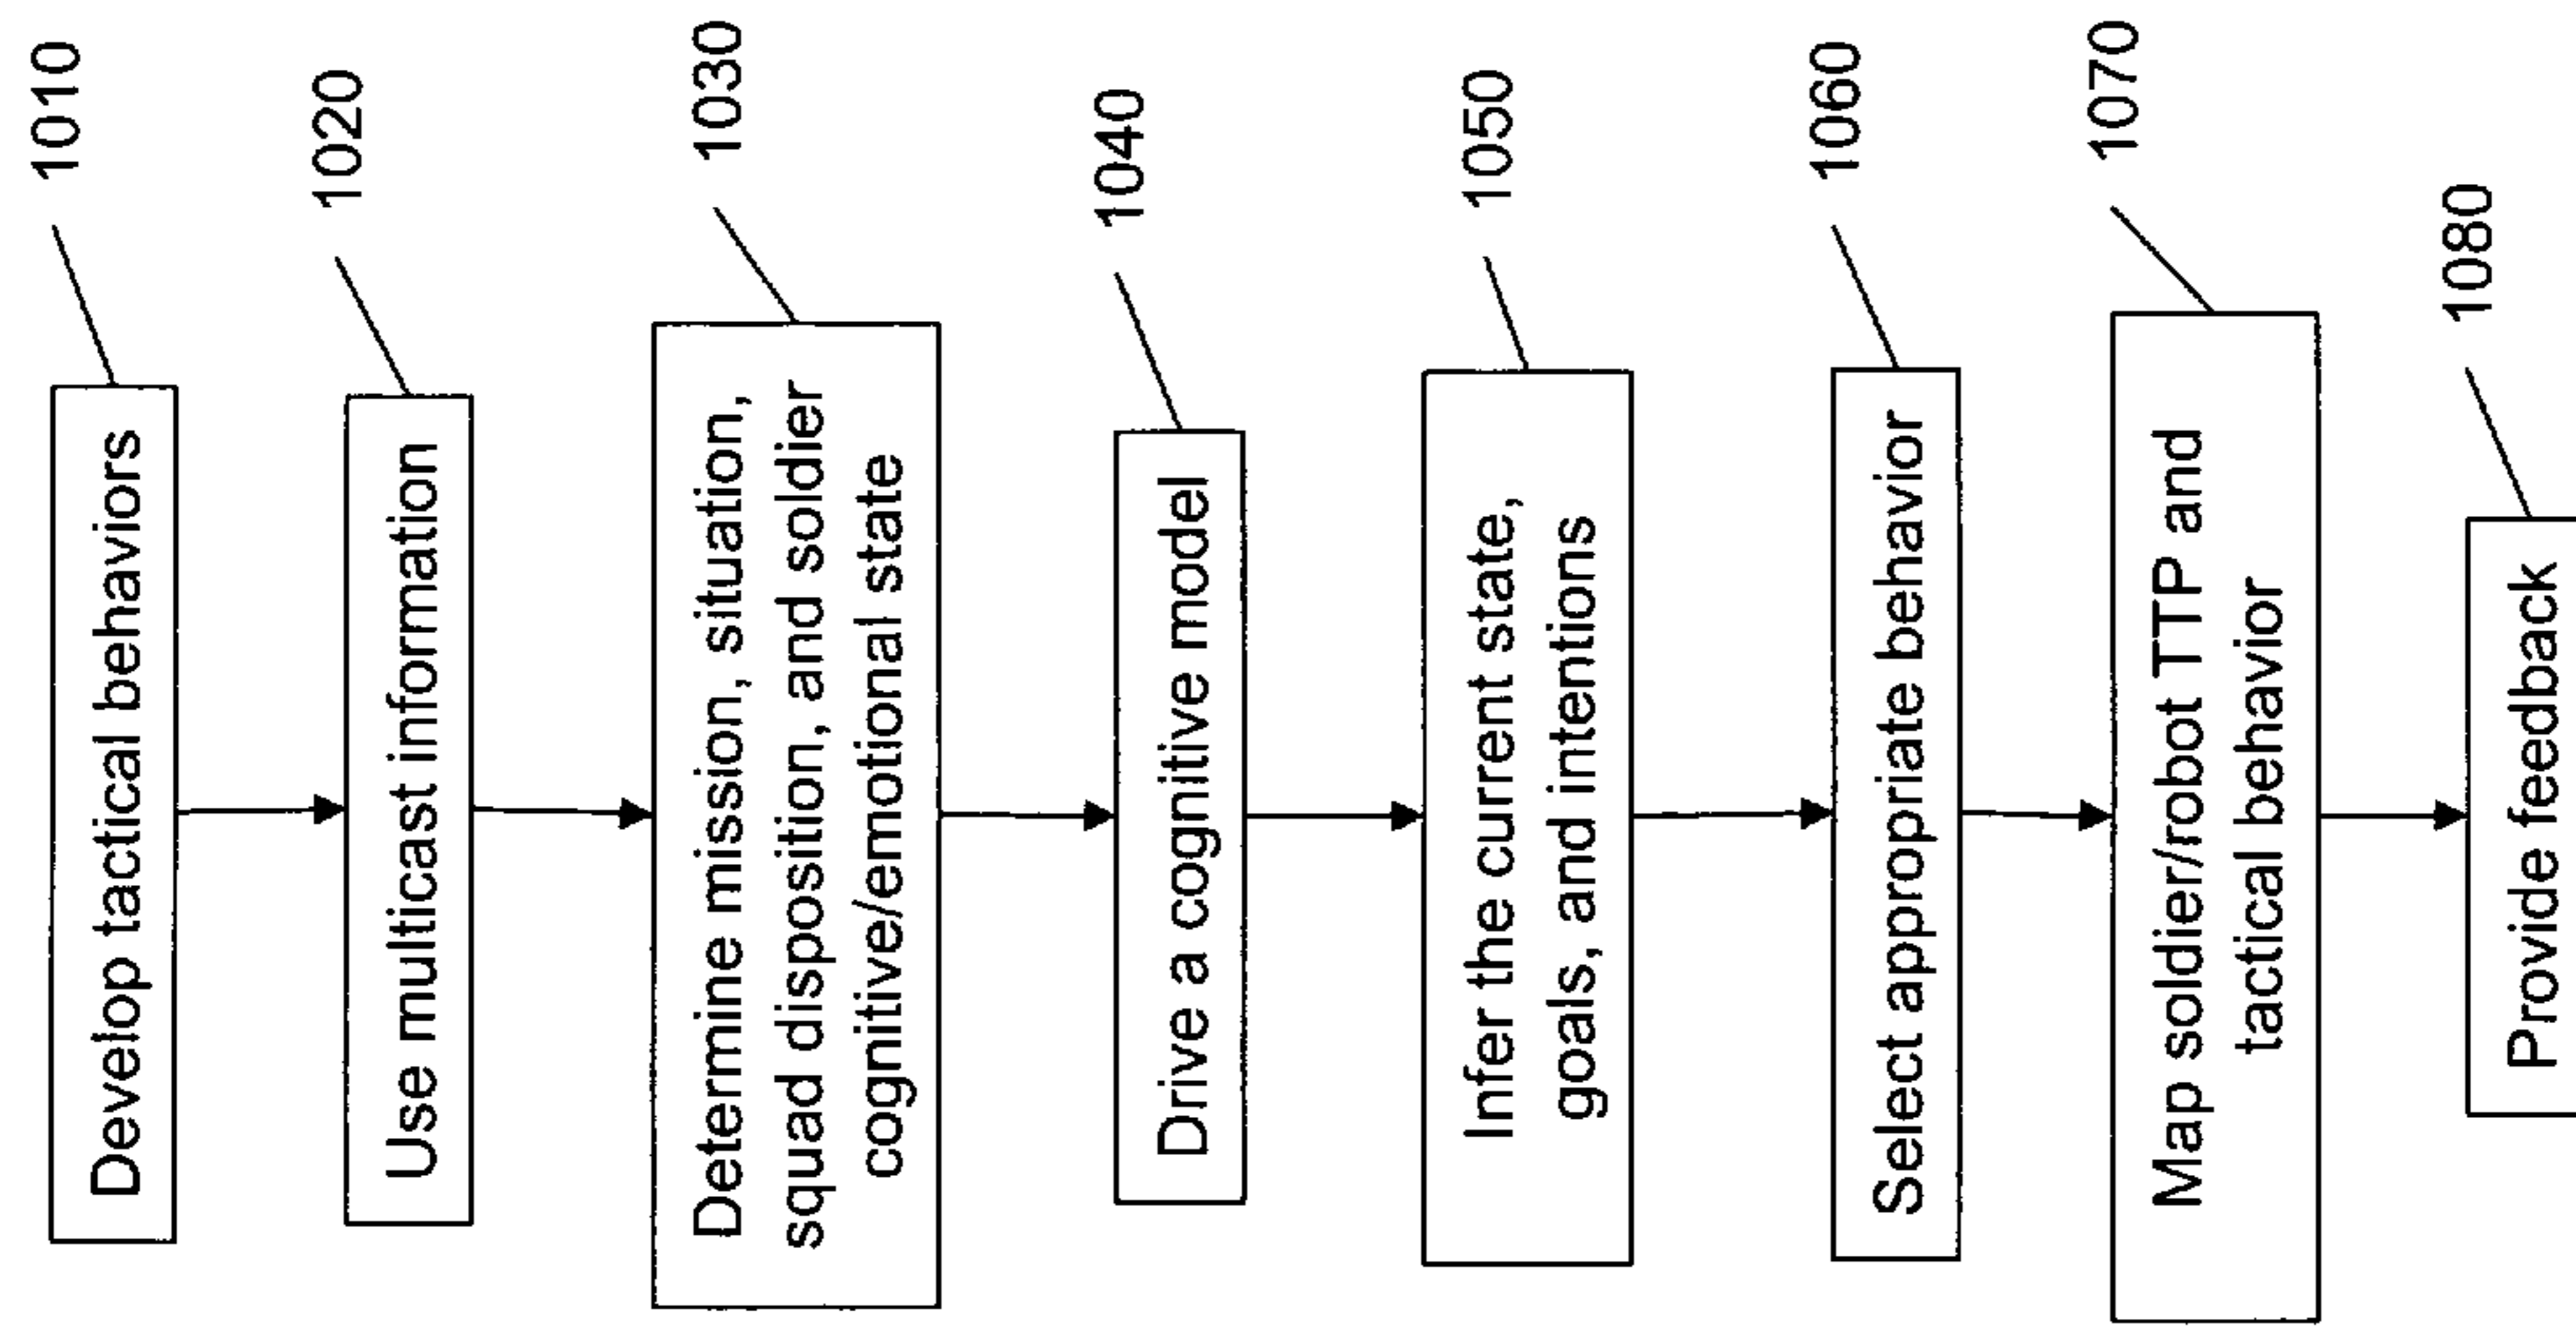 Develop tactical behaviors
1010
Use multicast information
1020
Determine mission, situation,
squad disposition, and soldier
cognitive/emotional state
1030
Drive a cognitive model
1040
Infer the current state,
goals, and intentions
1050
Select appropriate behavior
1060
Map soldier/robot TTP and
tactical behavior
1070
Provide feedback
1080